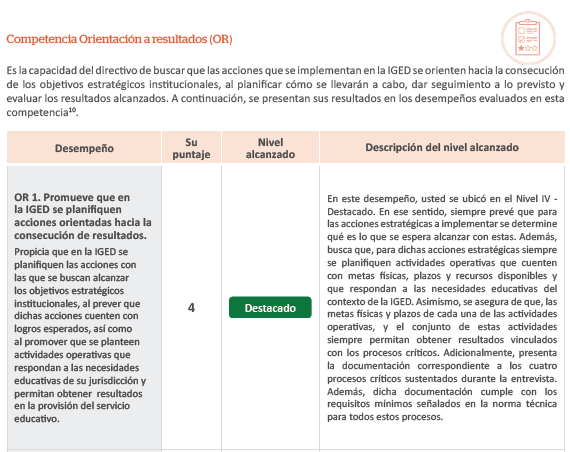 Competencia Orientación a resultados (OR)
Es la capacidad del directivo de buscar que las acciones que se implementan en la IGED se orienten hacia la consecución
de los objetivos estratégicos institucionales, al planificar cómo se llevarán a cabo, dar seguimiento a lo previsto y
evaluar los resultados alcanzados. A continuación, se presentan sus resultados en los desempeños evaluados en esta
competencia¹⁰.
Desempeño
Su
puntaje
Nivel
alcanzado
Descripción del nivel alcanzado
OR 1. Promueve que en
la IGED se planifiquen
acciones orientadas hacia la
consecución de resultados.
Propicia que en la IGED se
planifiquen las acciones con
las que se buscan alcanzar
los objetivos estratégicos
institucionales, al prever que
dichas acciones cuenten con
logros esperados, así como
al promover que se planteen
actividades operativas que
respondan a las necesidades
educativas de su jurisdicción y
permitan obtener resultados
en la provisión del servicio
educativo.
4
Destacado
En este desempeño, usted se ubicó en el Nivel IV -
Destacado. En ese sentido, siempre prevé que para
las acciones estratégicas a implementar se determine
qué es lo que se espera alcanzar con estas. Además,
busca que, para dichas acciones estratégicas siempre
se planifiquen actividades operativas que cuenten
con metas físicas, plazos y recursos disponibles y
que respondan a las necesidades educativas del
contexto de la IGED. Asimismo, se asegura de que, las
metas físicas y plazos de cada una de las actividades
operativas, y el conjunto de estas actividades
siempre permitan obtener resultados vinculados
con los procesos críticos. Adicionalmente, presenta
la documentación correspondiente a los cuatro
procesos críticos sustentados durante la entrevista.
Además, dicha documentación cumple con los
requisitos mínimos señalados en la norma técnica
para todos estos procesos.